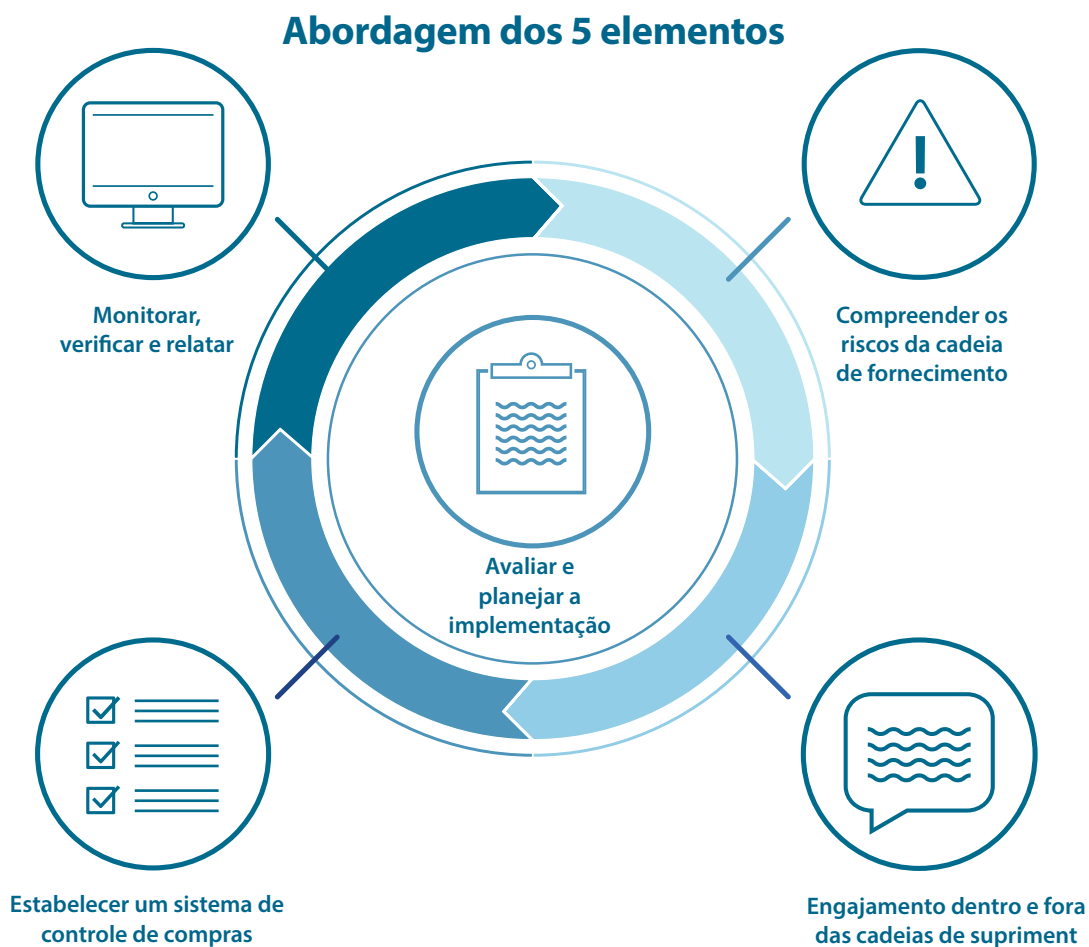 Abordagem dos 5 elementos
Monitorar,
verificar e relatar
Compreender os
riscos da cadeia
de fornecimento
Avaliar e
planejar a
implementação
Estabelecer um sistema de
controle de compras
Engajamento dentro e fora
das cadeias de supriment